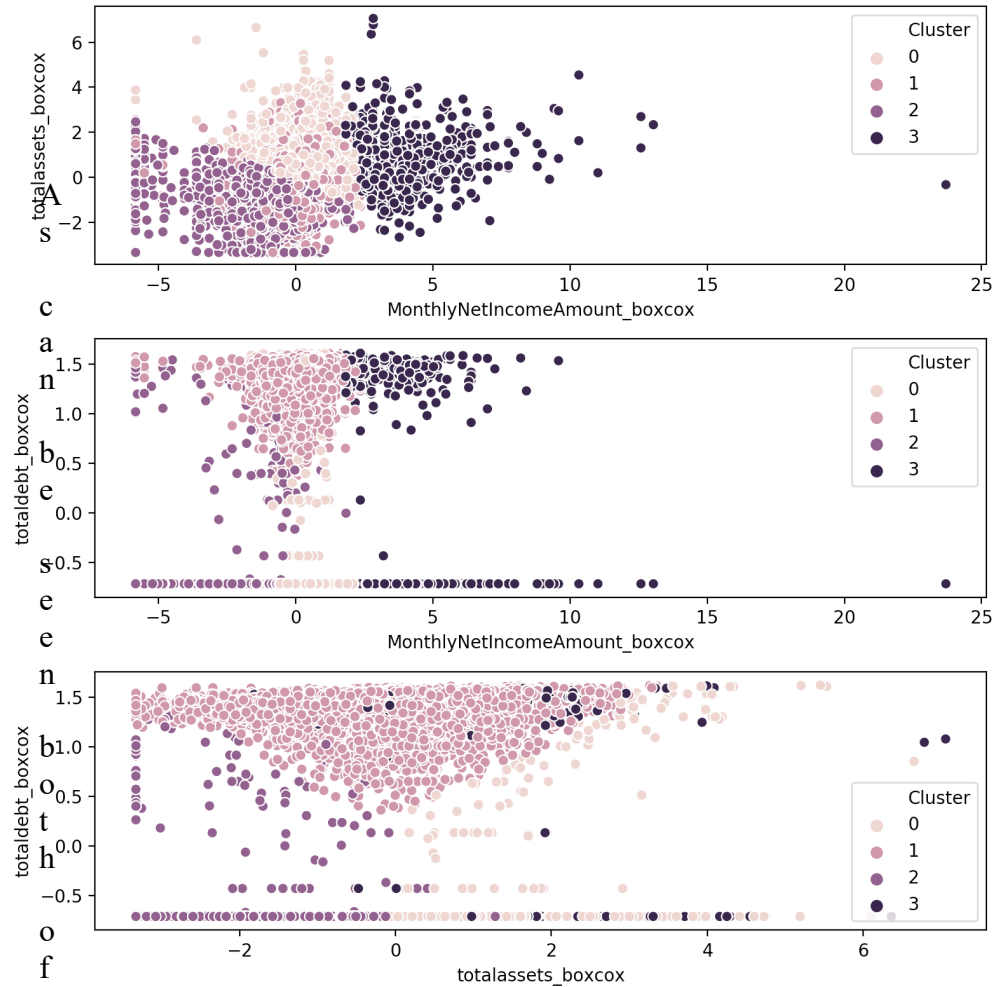 6
4
2
0
−2
totalassets_boxcox
Cluster
0
1
2
3
−5
0
5
10
15
20
25
MonthlyNetIncomeAmount_boxcox
1.5
1.0
0.5
0.0
−0.5
totaldebt_boxcox
Cluster
0
1
2
3
−5
0
5
10
15
20
25
MonthlyNetIncomeAmount_boxcox
1.5
1.0
0.5
0.0
−0.5
totaldebt_boxcox
Cluster
0
1
2
3
−2
0
2
4
6
totalassets_boxcox
A
s
c
a
n
b
e
s
e
e
n
b
o
t
h
o
f